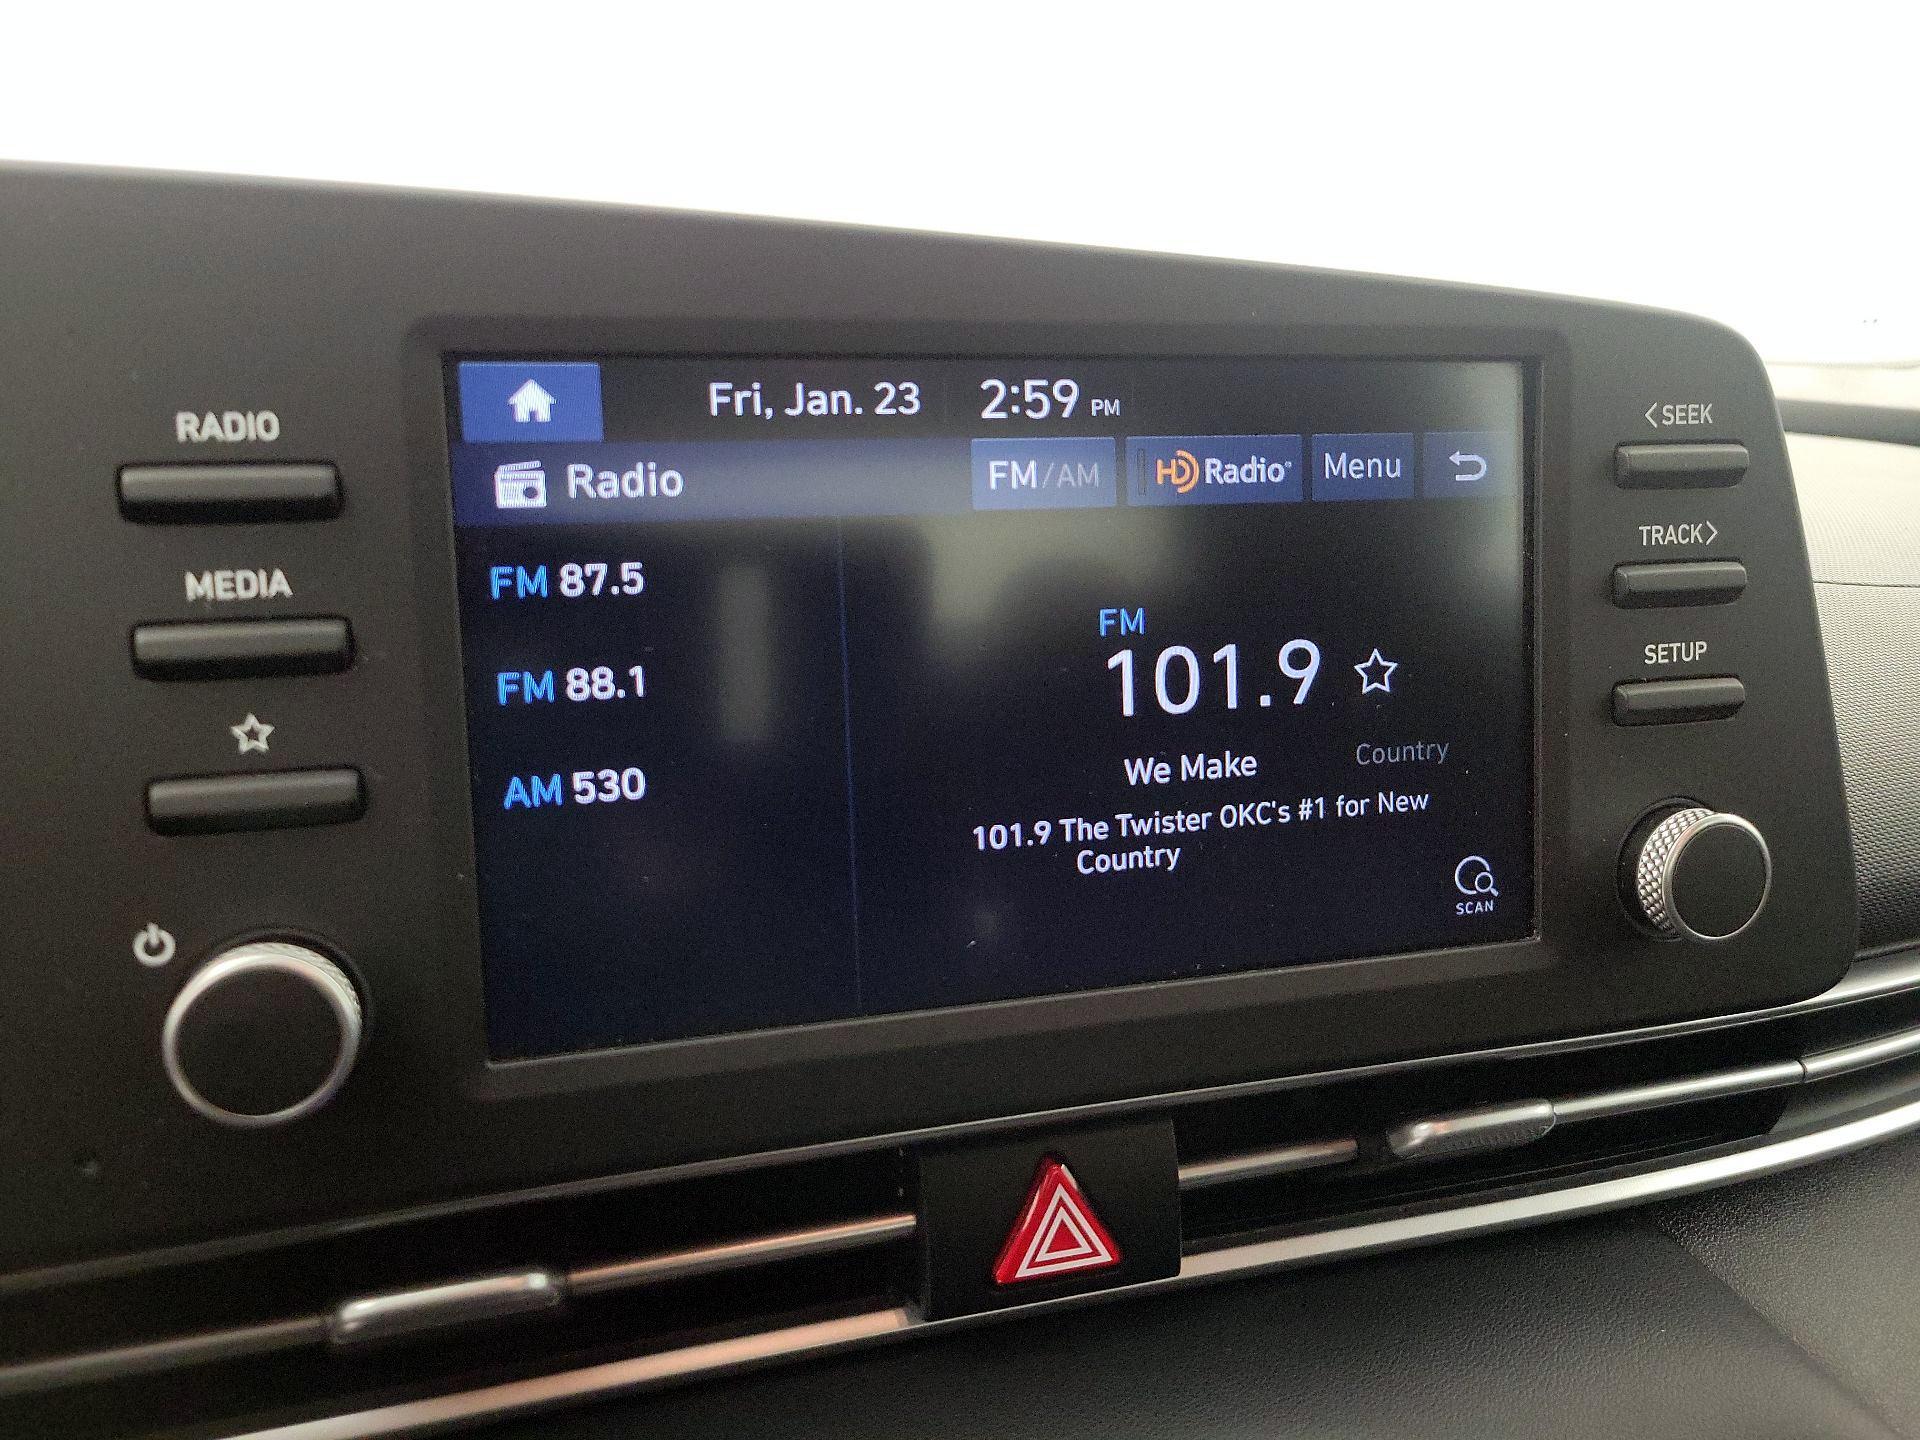 RADIO
MEDIA
Fri, Jan. 23 2:59 PM
Radio FM/AM HD Radio® Menu
FM 87.5
FM 88.1
AM 530
FM
101.9
We Make Country
101.9 The Twister OKC's #1 for New
Country
SCAN
<SEEK
TRACK>
SETUP